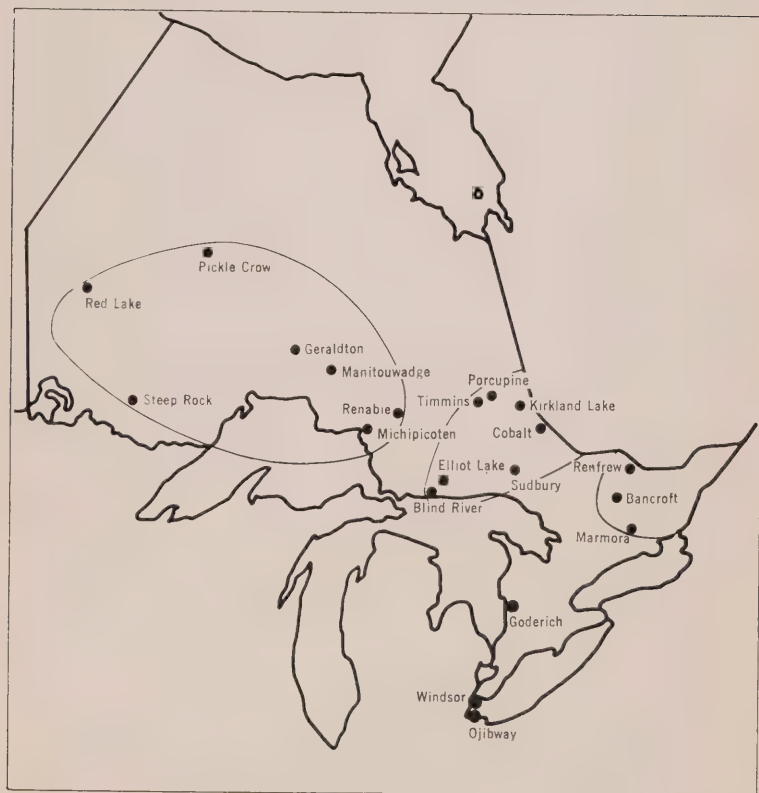 Pickle Crow
Red Lake
Geraldton
Manitouwadge
Porcupine
Steep Rock
Timmins
Kirkland Lake
Renabie
Cobalt
Michipicoten
Elliot Lake
Renfrew
Sudbury
Blind River
Bancroft
Marmora
Goderich
Windsor
Ojibway